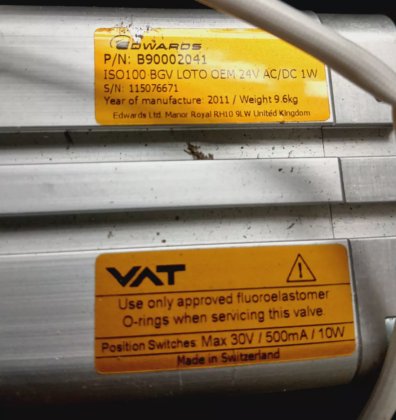 EDWARDS
P/N: B90002041
ISO100 BGV LOTO OEM 24V AC/DC 1W
S/N: 115076671
Year of manufacture: 2011 / Weight 9.6kg
Edwards Ltd. Manor Royal RH10 9LW United Kingdom
VAT
Use only approved fluoroelastomer
O-rings when servicing this valve.
Position Switches: Max 30V / 500mA / 10W
Made in Switzerland